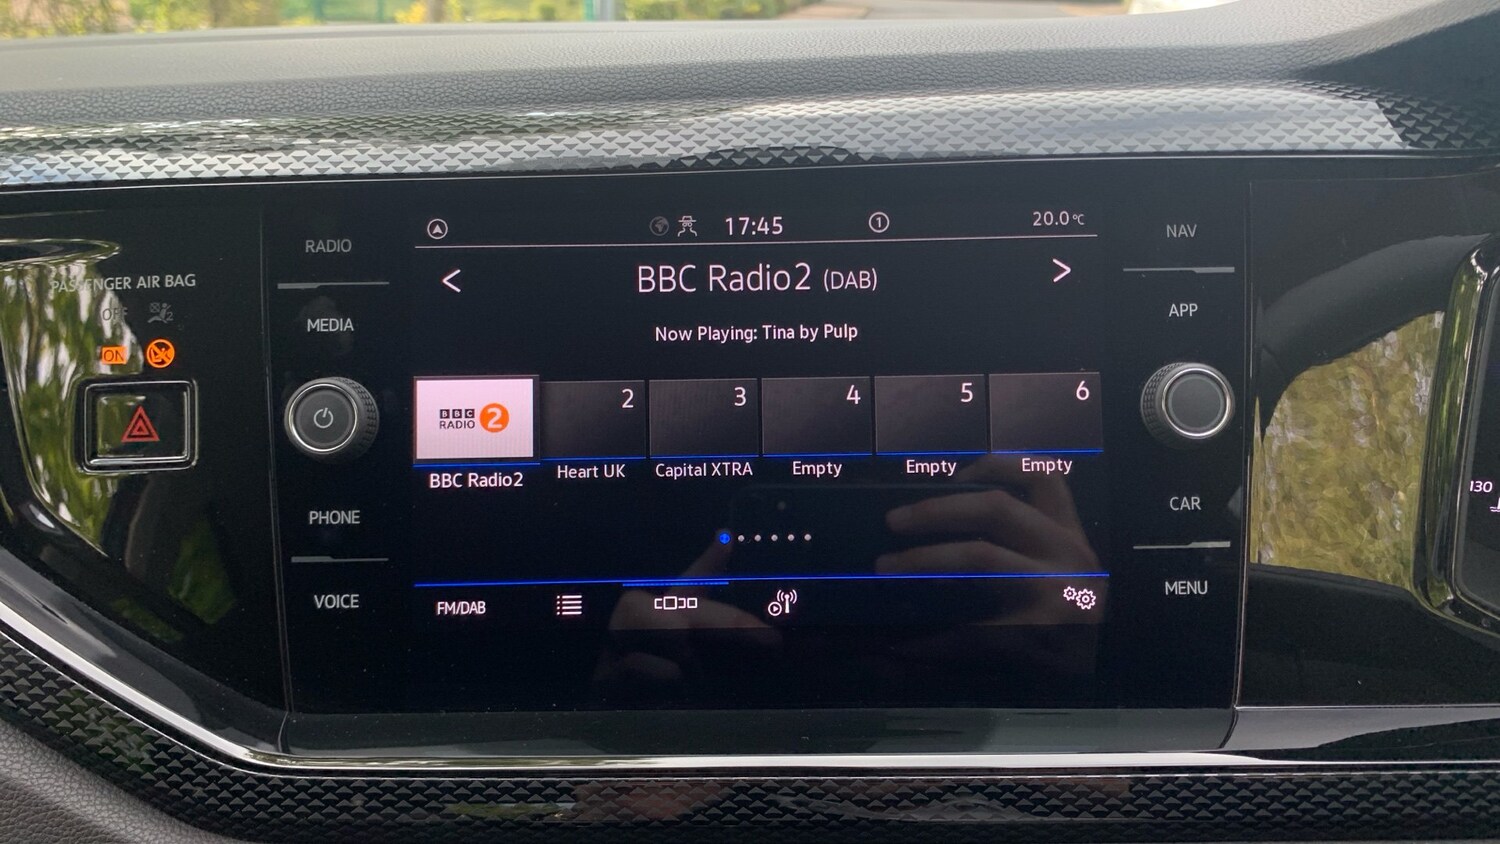 17:45
1
20.0°C
RADIO
NAV
< BBC Radio2 (DAB) >
PASSENGER AIR BAG
OFF
ON
MEDIA
APP
Now Playing: Tina by Pulp
BBC RADIO 2
2
3
4
5
6
BBC Radio2
Heart UK
Capital XTRA
Empty
Empty
Empty
PHONE
CAR
130
VOICE
FM/DAB
MENU